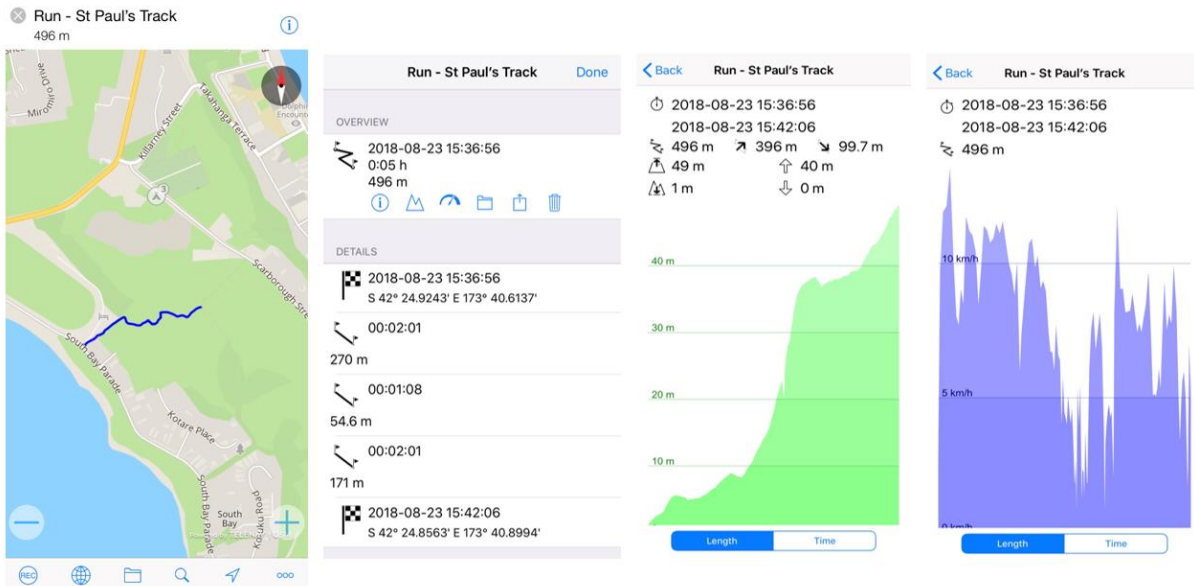 Run - St Paul's Track
496 m
Miromiro Drive
Killarney Street
Takahanga Terrace
Dolphin
Encounte
3
Scarborough Stre
South Bay Parade
Kotare Place
South Bay Parade
South
Bay
Kotuku Road
REC
Run - St Paul's Track
Done
OVERVIEW
2018-08-23 15:36:56
0:05 h
496 m
DETAILS
2018-08-23 15:36:56
S 42° 24.9243' E 173° 40.6137'
00:02:01
270 m
00:01:08
54.6 m
00:02:01
171 m
2018-08-23 15:42:06
S 42° 24.8563' E 173° 40.8994'
Back
Run - St Paul's Track
2018-08-23 15:36:56
2018-08-23 15:42:06
496 m 396 m 99.7 m
49 m 40 m
1 m 0 m
40 m
30 m
20 m
10 m
Length
Time
Back
Run - St Paul's Track
2018-08-23 15:36:56
2018-08-23 15:42:06
496 m
10 km/h
5 km/h
0 km/h
Length
Time